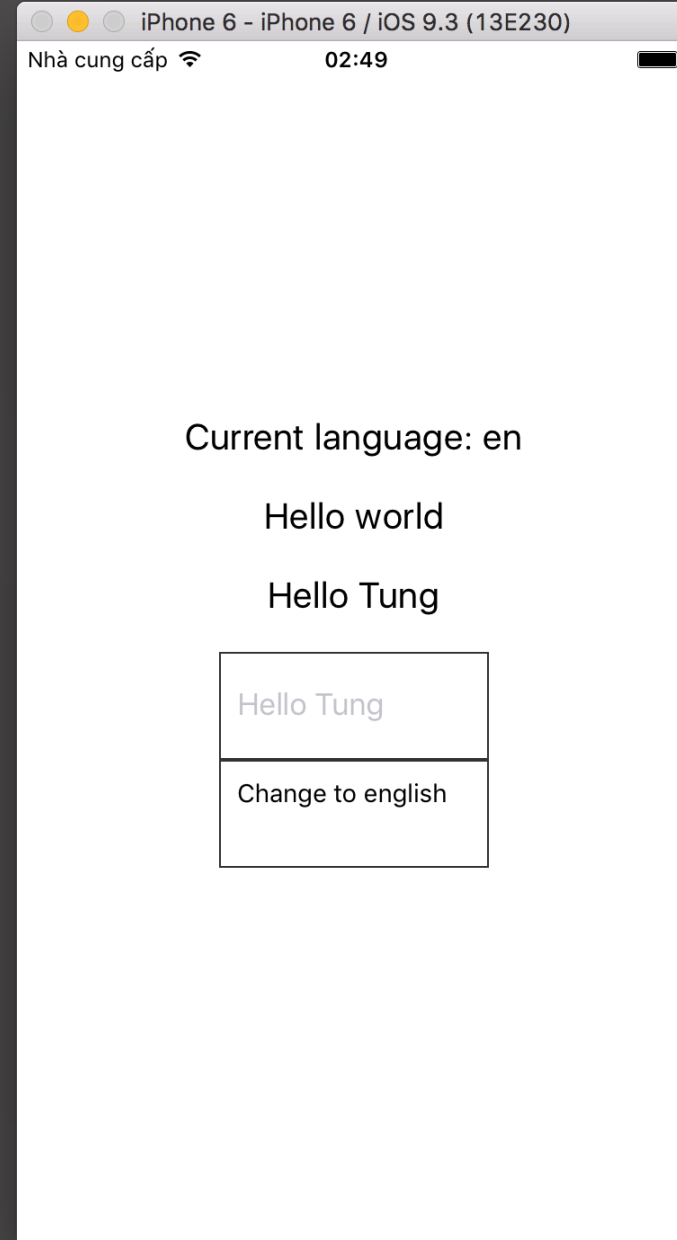 iPhone 6 - iPhone 6 / iOS 9.3 (13E230)
Nhà cung cấp 02:49
Current language: en
Hello world
Hello Tung
Hello Tung
Change to english